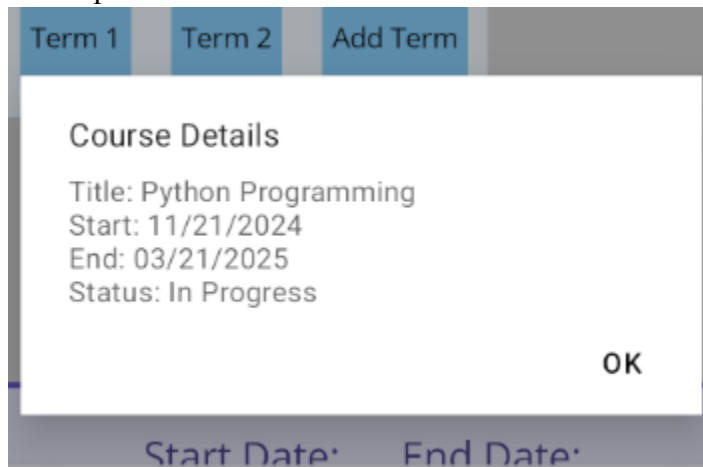 Term 1 Term 2 Add Term
Course Details
Title: Python Programming
Start: 11/21/2024
End: 03/21/2025
Status: In Progress
OK
Start Date: End Date: